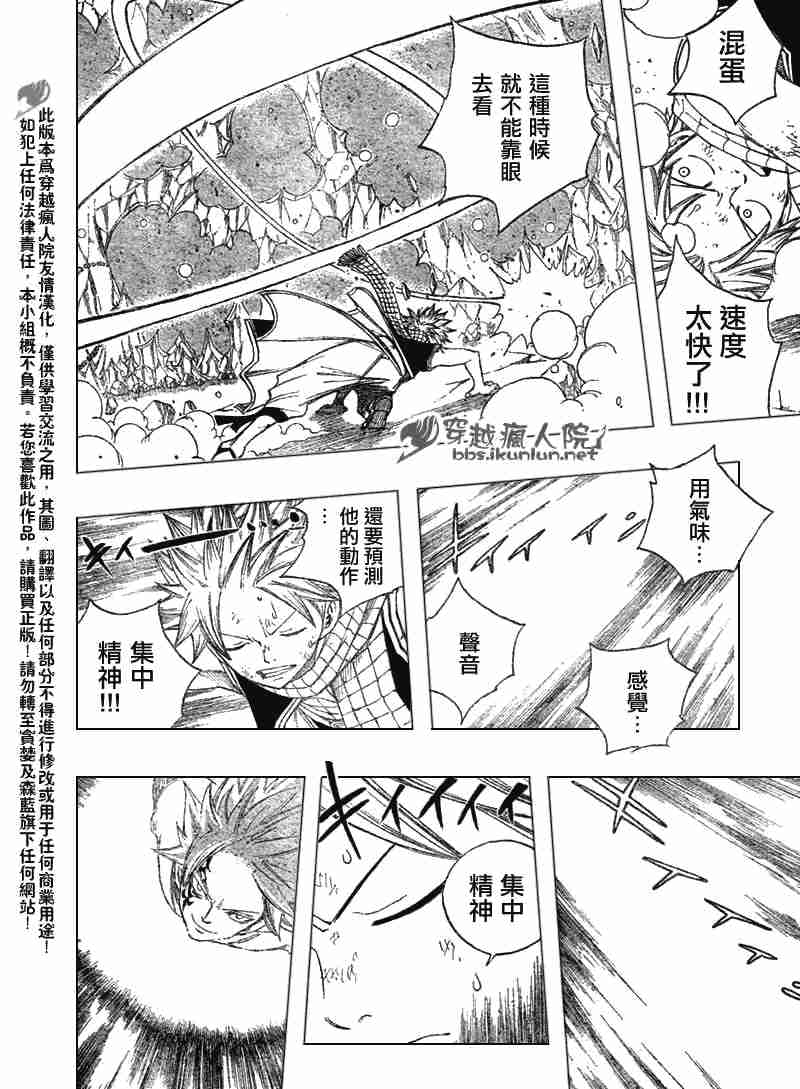 混蛋
速度
太快了!!!
這種時候
就不能靠眼
去看
用氣味…
感覺…
聲音
還要預測
他的動作
…
集中
精神!!!
集中
精神
穿越瘋人院
bbs.ikunlun.net
此版本爲穿越瘋人院友情漢化，僅供學習交流之用，其圖、翻譯以及任何部分不得進行修改或用于任何商業用途！
如犯上任何法律責任，本小組概不負責。若您喜歡此作品，請購買正版！請勿轉至貪婪及森藍旗下任何網站！